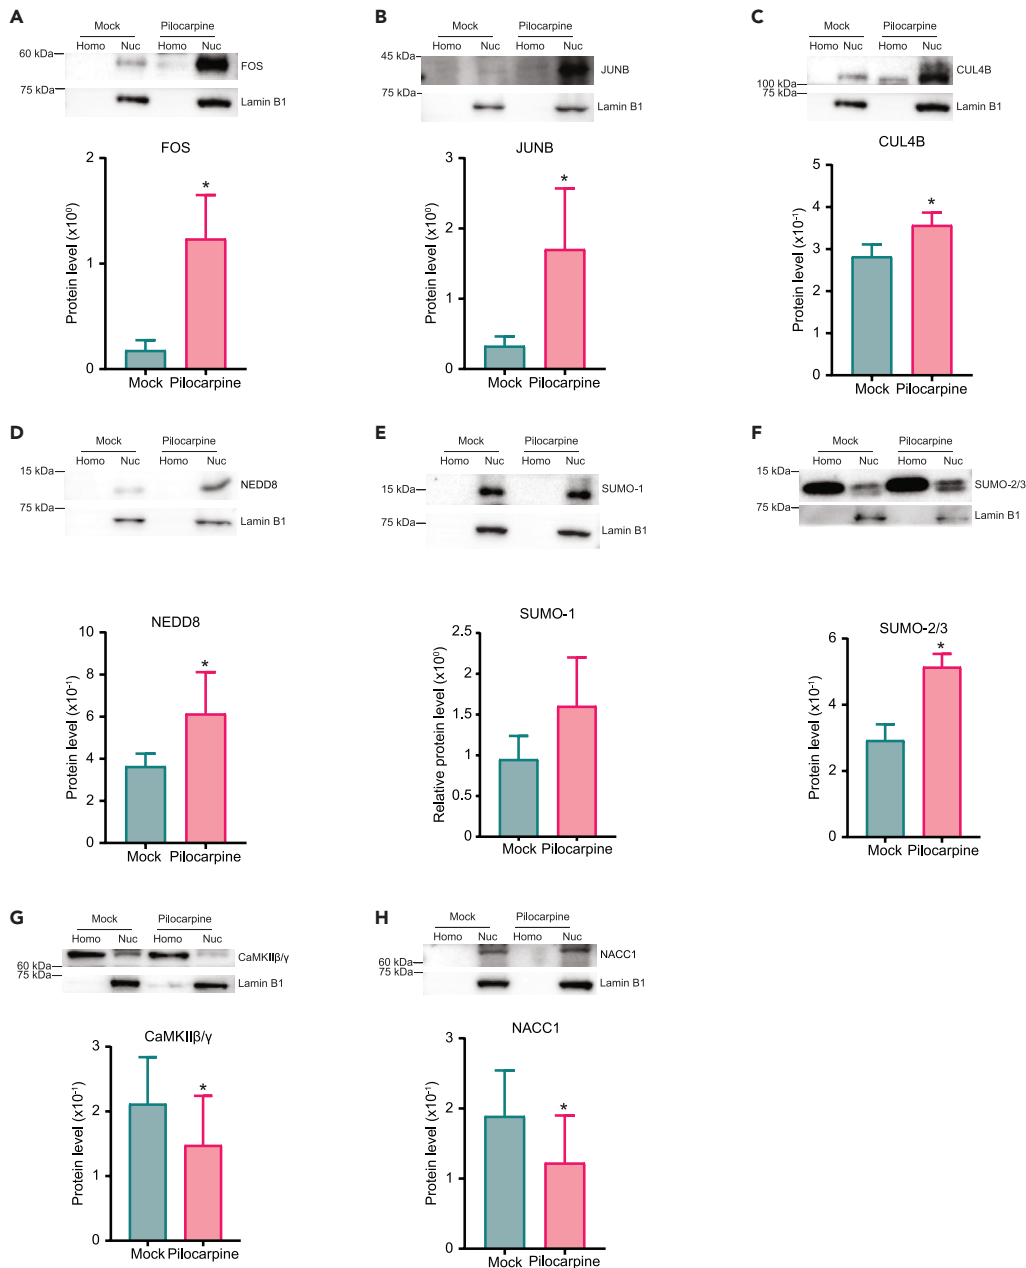 A
Mock Pilocarpine
Homo Nuc Homo Nuc
60 kDa
FOS
75 kDa
Lamin B1
FOS
Protein level (x10⁰)
2
1
0
*
Mock Pilocarpine
B
Mock Pilocarpine
Homo Nuc Homo Nuc
45 kDa
JUNB
75 kDa
Lamin B1
JUNB
Protein level (x10⁰)
3
2
1
0
*
Mock Pilocarpine
C
Mock Pilocarpine
Homo Nuc Homo Nuc
CUL4B
100 kDa
75 kDa
Lamin B1
CUL4B
Protein level (x10⁻¹)
5
4
3
2
1
0
*
Mock Pilocarpine
D
Mock Pilocarpine
Homo Nuc Homo Nuc
15 kDa
NEDD8
75 kDa
Lamin B1
NEDD8
Protein level (x10⁻¹)
10
8
6
4
2
0
*
Mock Pilocarpine
E
Mock Pilocarpine
Homo Nuc Homo Nuc
15 kDa
SUMO-1
75 kDa
Lamin B1
SUMO-1
Relative protein level (x10⁰)
2.5
2
1.5
1
0.5
0
Mock Pilocarpine
F
Mock Pilocarpine
Homo Nuc Homo Nuc
15 kDa
SUMO-2/3
75 kDa
Lamin B1
SUMO-2/3
Protein level (x10⁻¹)
6
4
2
0
*
Mock Pilocarpine
G
Mock Pilocarpine
Homo Nuc Homo Nuc
CaMKIIβ/γ
60 kDa
75 kDa
Lamin B1
CaMKIIβ/γ
Protein level (x10⁻¹)
3
2
1
0
*
Mock Pilocarpine
H
Mock Pilocarpine
Homo Nuc Homo Nuc
NACC1
60 kDa
75 kDa
Lamin B1
NACC1
Protein level (x10⁻¹)
3
2
1
0
*
Mock Pilocarpine